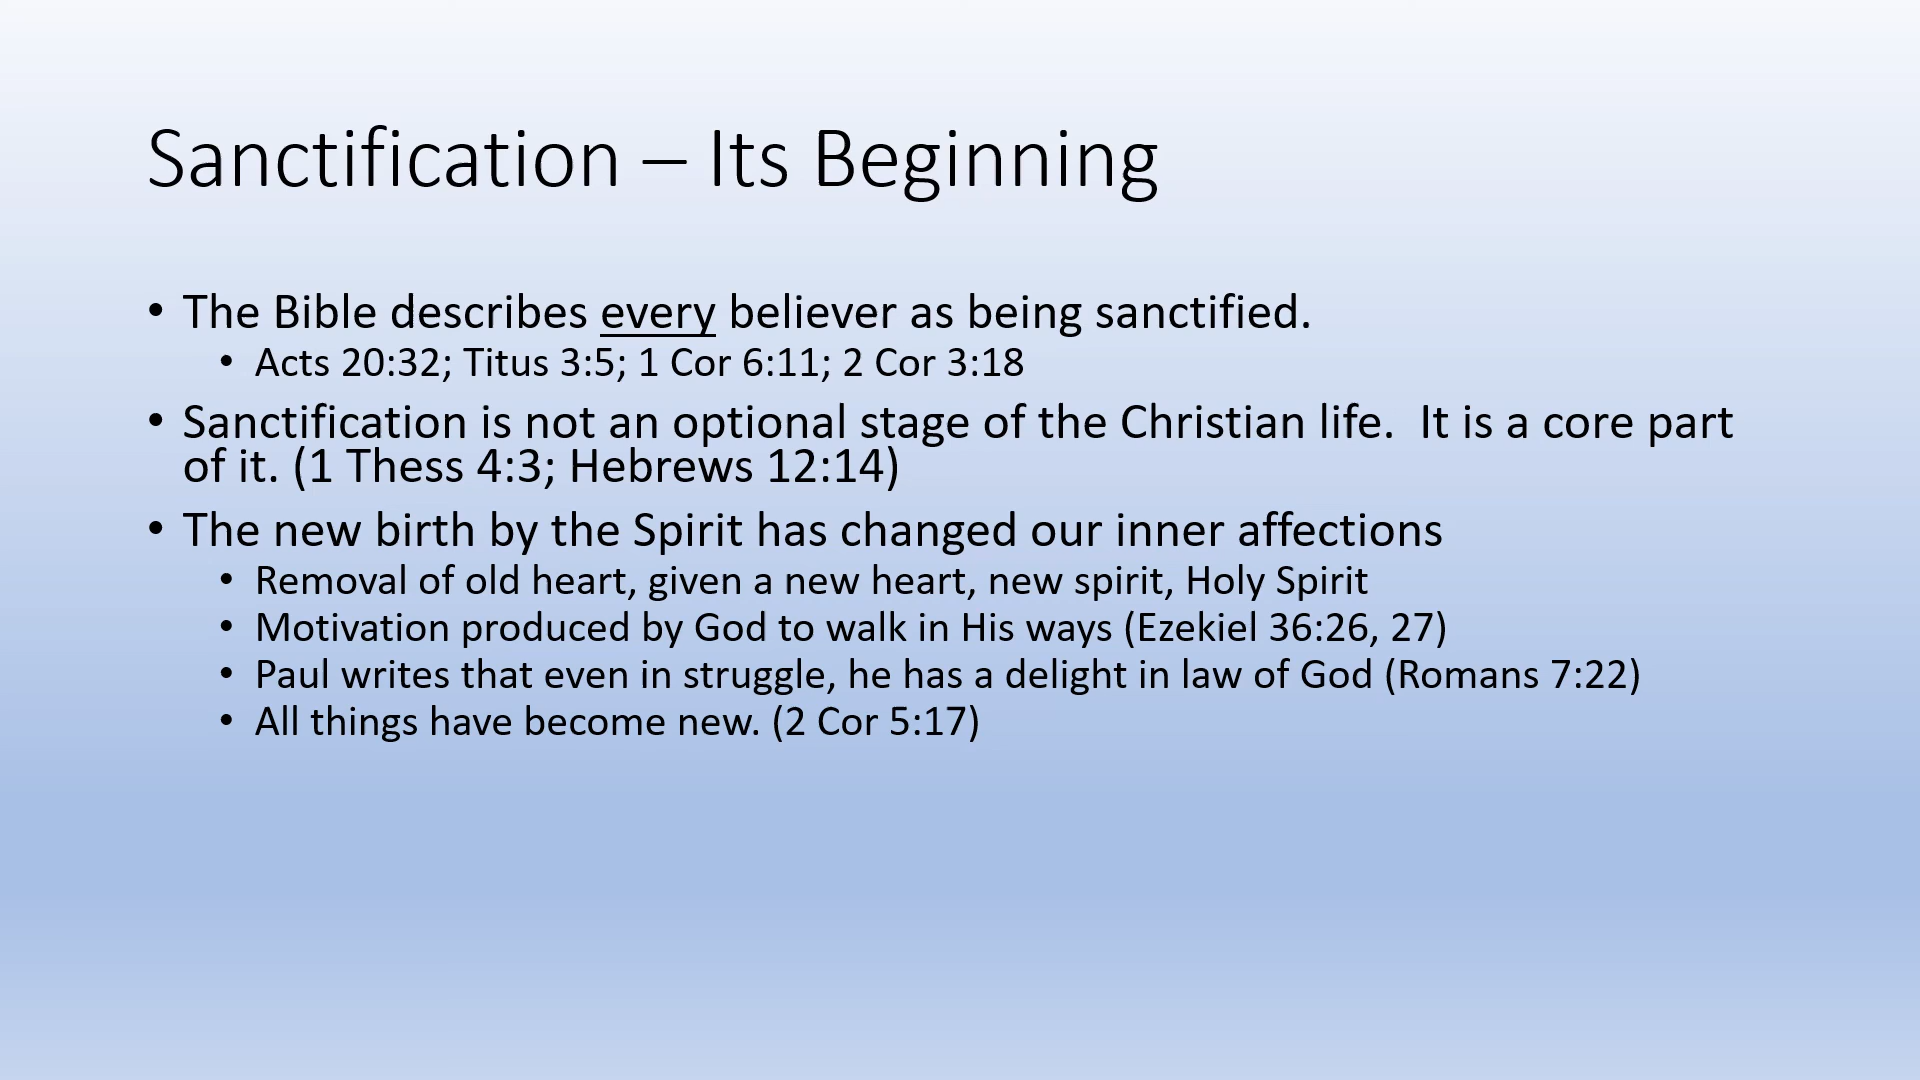 Sanctification – Its Beginning
• The Bible describes every believer as being sanctified.
• Acts 20:32; Titus 3:5; 1 Cor 6:11; 2 Cor 3:18
• Sanctification is not an optional stage of the Christian life.  It is a core part
of it. (1 Thess 4:3; Hebrews 12:14)
• The new birth by the Spirit has changed our inner affections
• Removal of old heart, given a new heart, new spirit, Holy Spirit
• Motivation produced by God to walk in His ways (Ezekiel 36:26, 27)
• Paul writes that even in struggle, he has a delight in law of God (Romans 7:22)
• All things have become new. (2 Cor 5:17)